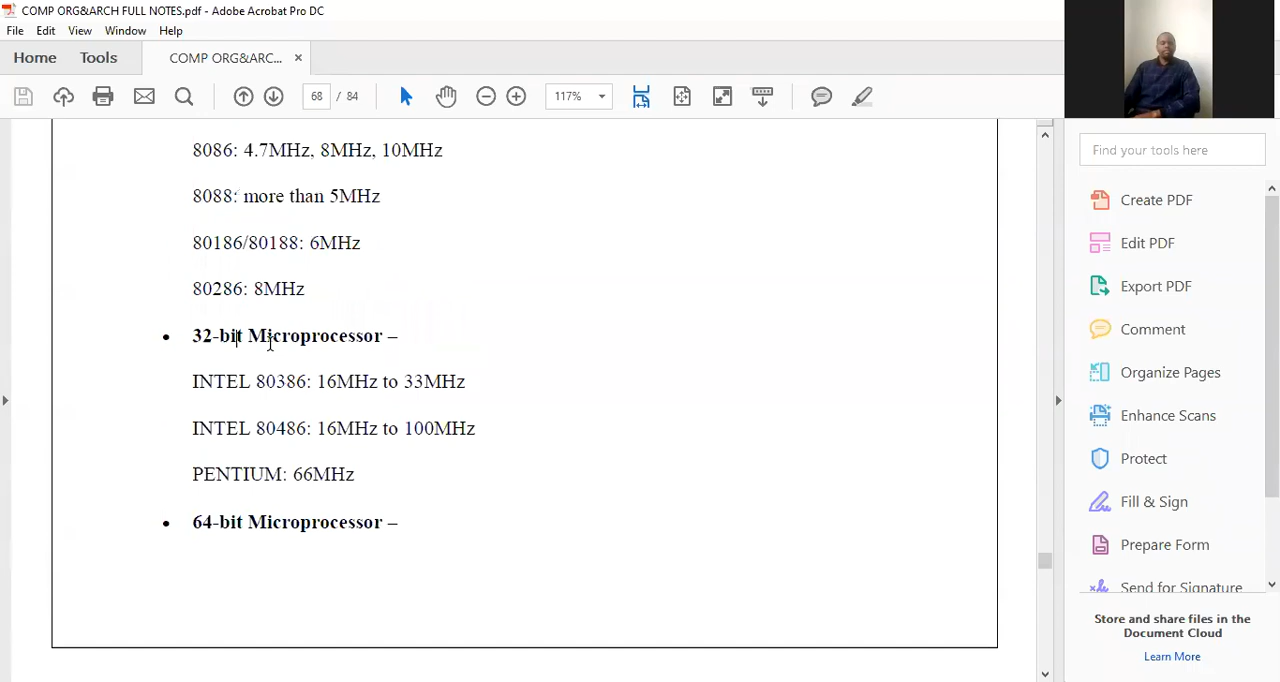 COMP ORG&ARCH FULL NOTES.pdf - Adobe Acrobat Pro DC
File Edit View Window Help
Home Tools COMP ORG&ARC... ×
68 / 84 117%
8086: 4.7MHz, 8MHz, 10MHz
8088: more than 5MHz
80186/80188: 6MHz
80286: 8MHz
• 32-bit Microprocessor –
INTEL 80386: 16MHz to 33MHz
INTEL 80486: 16MHz to 100MHz
PENTIUM: 66MHz
• 64-bit Microprocessor –
Find your tools here
Create PDF
Edit PDF
Export PDF
Comment
Organize Pages
Enhance Scans
Protect
Fill & Sign
Prepare Form
Send for Signature
Store and share files in the
Document Cloud
Learn More